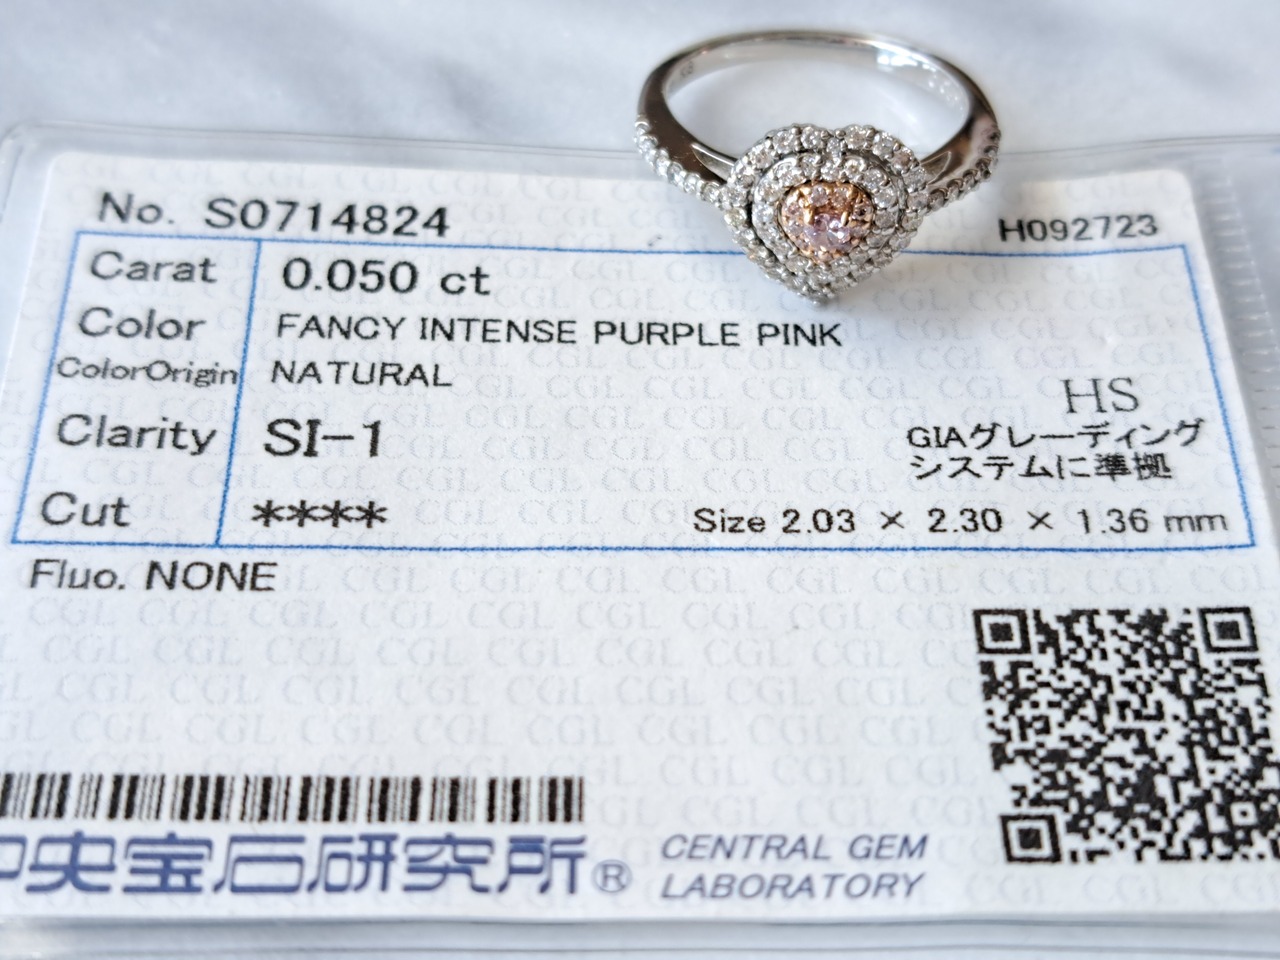 No. S0714824
H092723
Carat 0.050 ct
Color FANCY INTENSE PURPLE PINK
ColorOrigin NATURAL
HS
Clarity SI-1
GIAグレーディング
システムに準拠
Cut ****
Size 2.03 × 2.30 × 1.36 mm
Fluo. NONE
中央宝石研究所®
CENTRAL GEM
LABORATORY